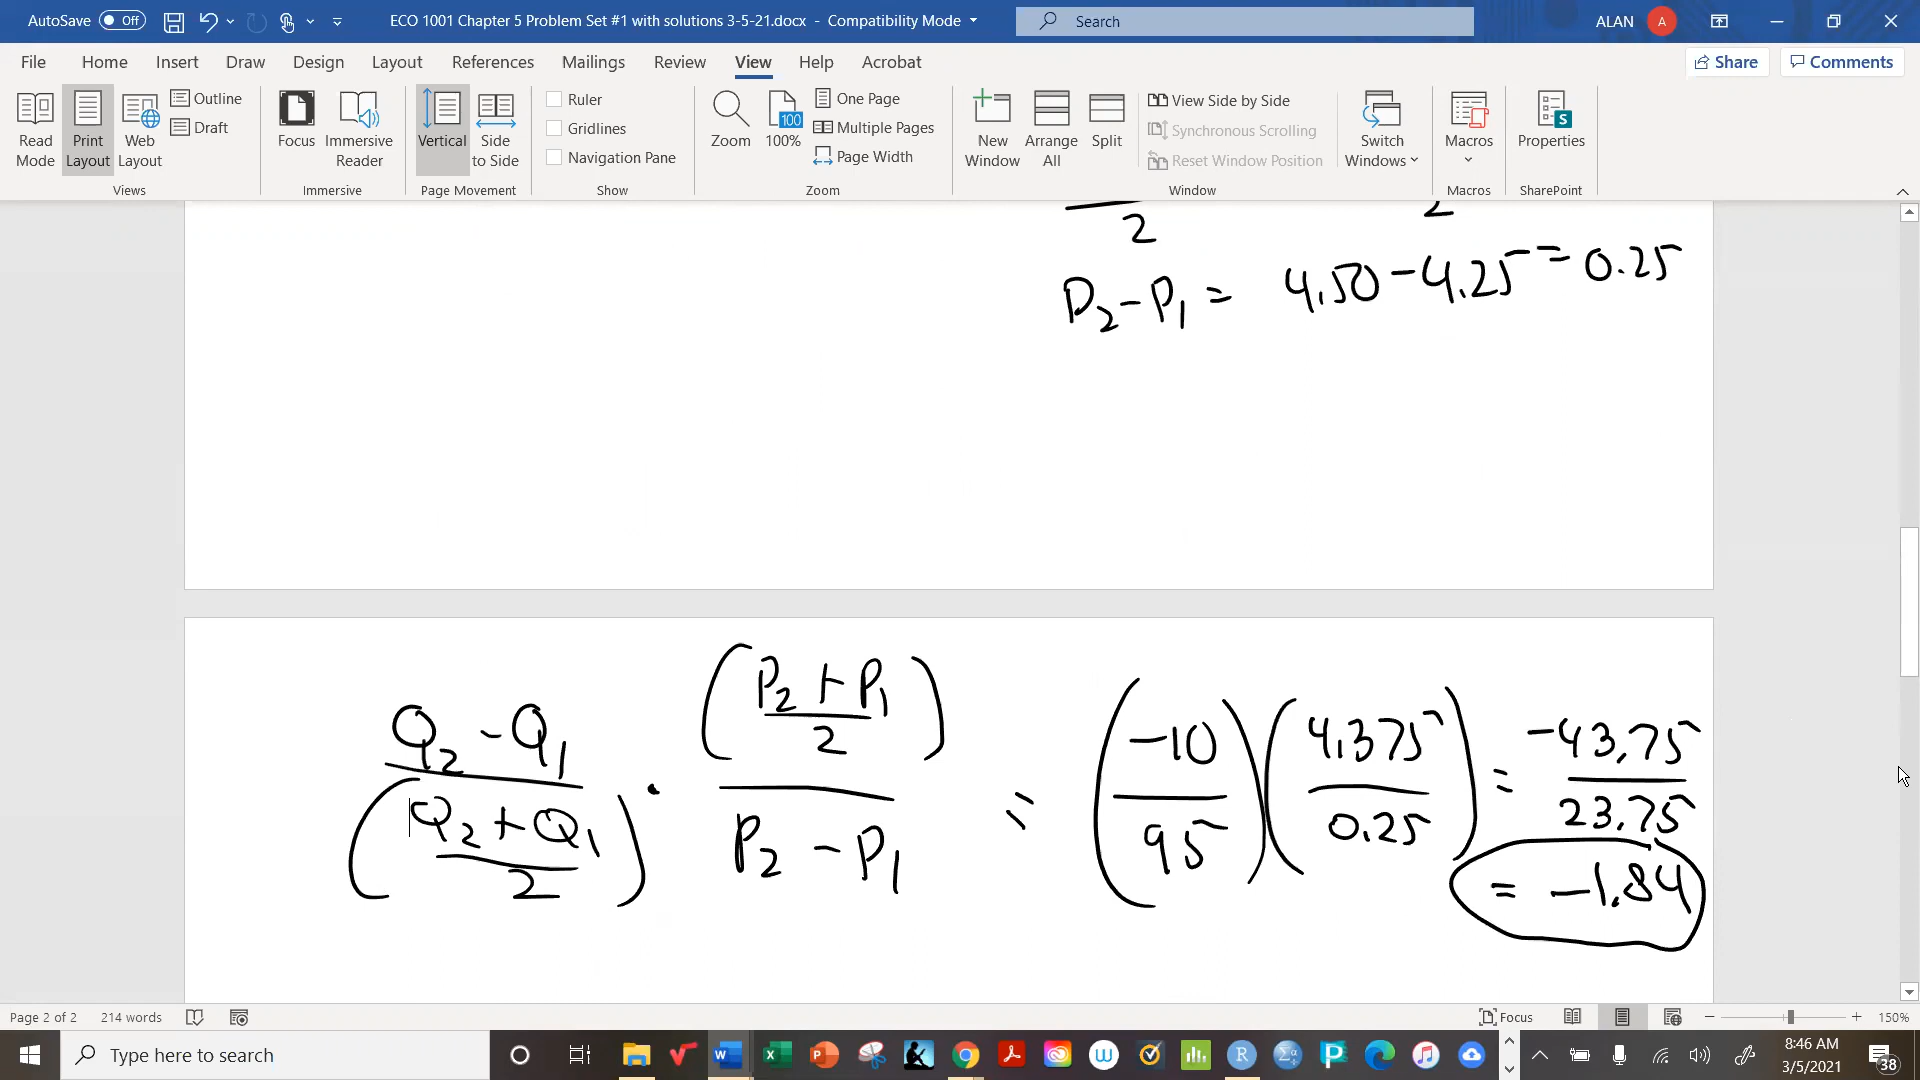 AutoSave Off ECO 1001 Chapter 5 Problem Set #1 with solutions 3-5-21.docx - Compatibility Mode Search ALAN A
File Home Insert Draw Design Layout References Mailings Review View Help Acrobat Share Comments
Read Mode
Print Layout
Web Layout
Outline
Draft
Views
Focus
Immersive Reader
Immersive
Vertical
Side to Side
Page Movement
Ruler
Gridlines
Navigation Pane
Show
Zoom
100
100%
One Page
Multiple Pages
Page Width
Zoom
New Window
Arrange All
Split
View Side by Side
Synchronous Scrolling
Reset Window Position
Switch Windows
Window
Macros
Macros
S
Properties
SharePoint
2 2
P2 - P1 = 4.50 - 4.25 = 0.25
Q2 - Q1
(Q2 + Q1
2)
·
(P2 + P1
2)
P2 - P1
=
(-10
95)
(4.375
0.25)
=
-43.75
23.75
= -1.84
Page 2 of 2 214 words Focus 150%
Type here to search
8:46 AM
3/5/2021
38